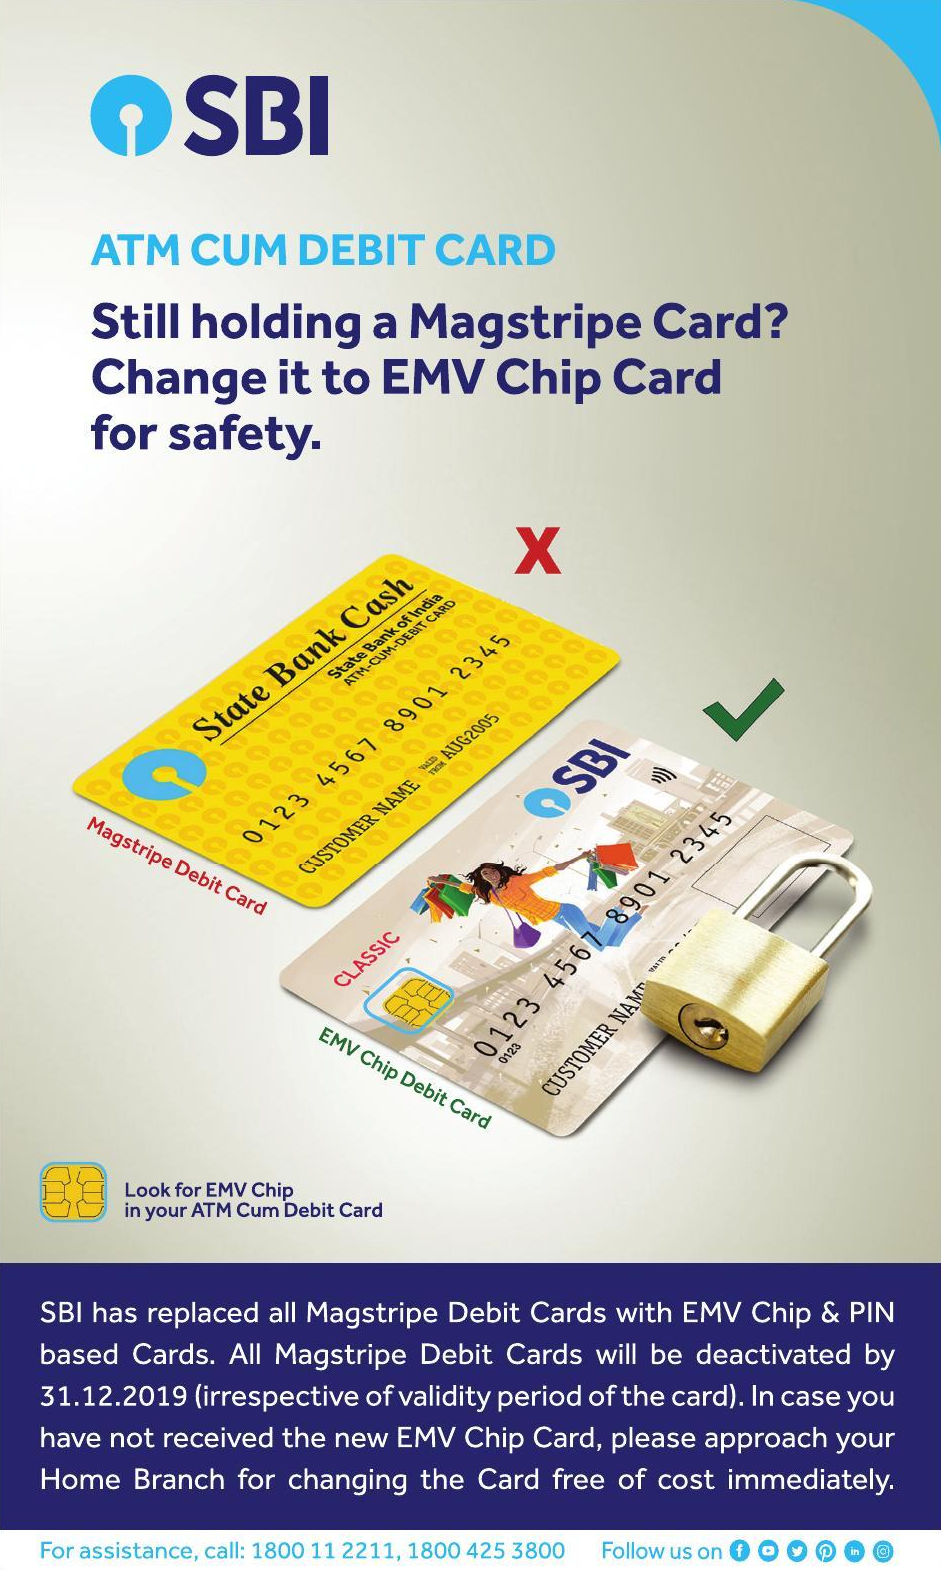 SBI
ATM CUM DEBIT CARD
Still holding a Magstripe Card?
Change it to EMV Chip Card
for safety.
X
State Bank Cash
State Bank of India
ATM-CUM-DEBIT CARD
0123 4567 8901 2345
CUSTOMER NAME VALID FROM AUG2005
Magstripe Debit Card
SBI
CLASSIC
0123 4567 8901 2345
0123
CUSTOMER NAME
EMV Chip Debit Card
Look for EMV Chip
in your ATM Cum Debit Card
SBI has replaced all Magstripe Debit Cards with EMV Chip & PIN
based Cards. All Magstripe Debit Cards will be deactivated by
31.12.2019 (irrespective of validity period of the card). In case you
have not received the new EMV Chip Card, please approach your
Home Branch for changing the Card free of cost immediately.
For assistance, call: 1800 11 2211, 1800 425 3800 Follow us on